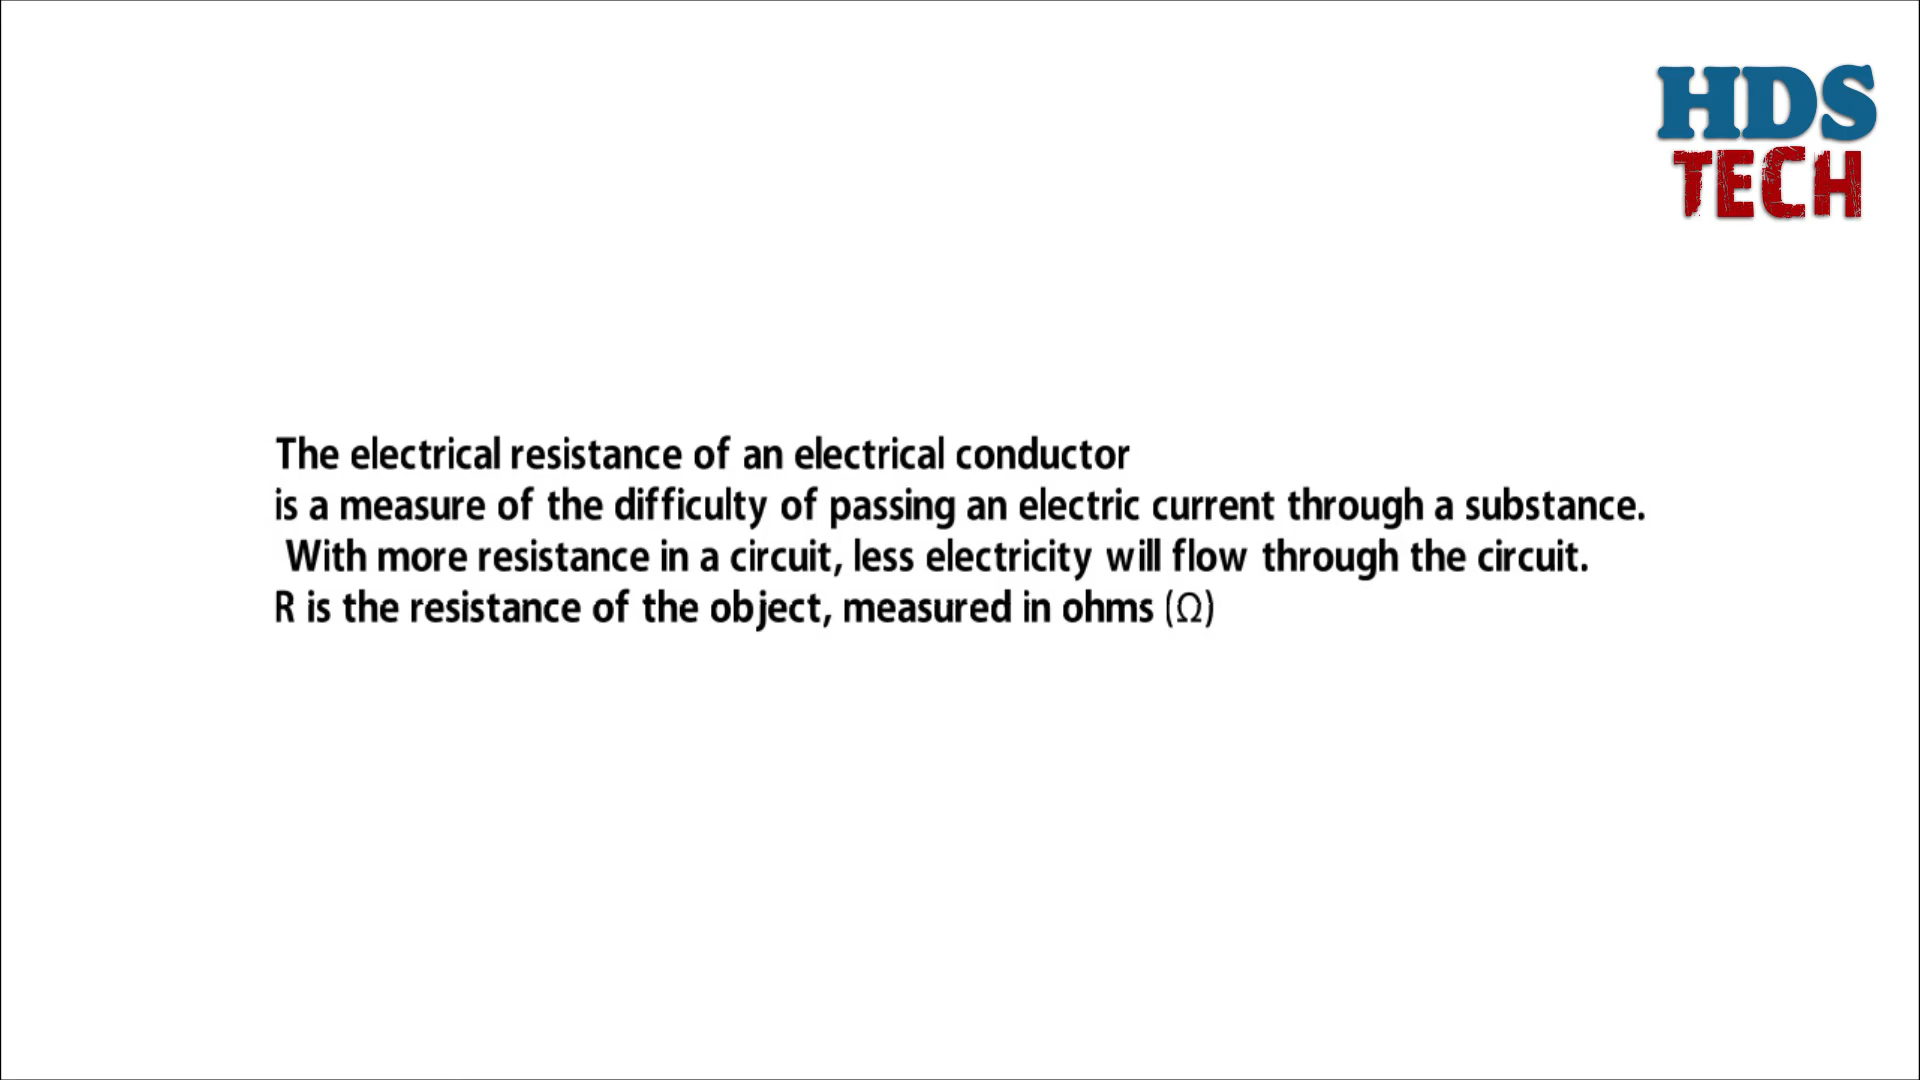 HDS
TECH
The electrical resistance of an electrical conductor
is a measure of the difficulty of passing an electric current through a substance.
With more resistance in a circuit, less electricity will flow through the circuit.
R is the resistance of the object, measured in ohms (Ω)